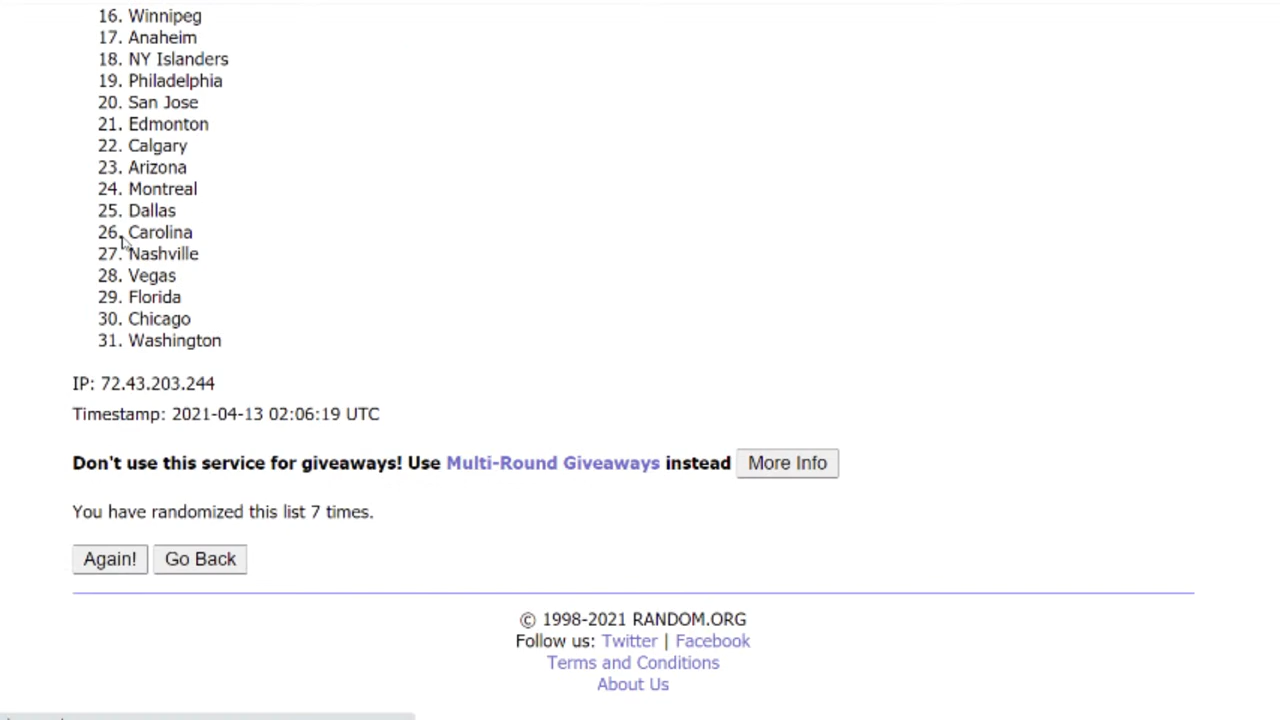 16. Winnipeg
17. Anaheim
18. NY Islanders
19. Philadelphia
20. San Jose
21. Edmonton
22. Calgary
23. Arizona
24. Montreal
25. Dallas
26. Carolina
27. Nashville
28. Vegas
29. Florida
30. Chicago
31. Washington
IP: 72.43.203.244
Timestamp: 2021-04-13 02:06:19 UTC
Don't use this service for giveaways! Use Multi-Round Giveaways instead More Info
You have randomized this list 7 times.
Again! Go Back
© 1998-2021 RANDOM.ORG
Follow us: Twitter | Facebook
Terms and Conditions
About Us